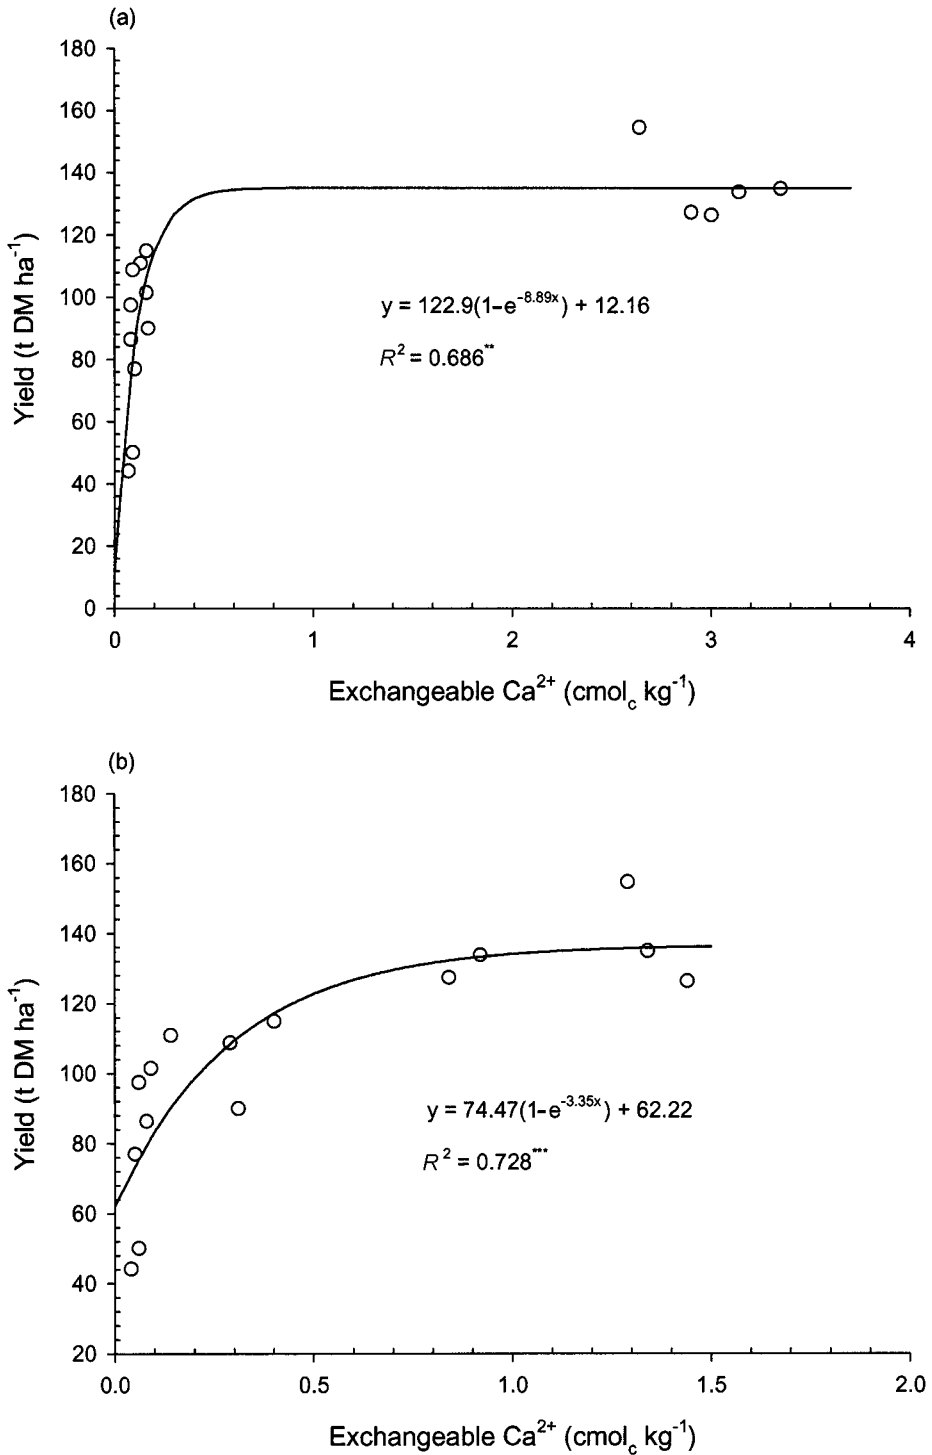 (a)
180
160
140
120
100
80
60
40
20
0
Yield (t DM ha⁻¹)
y = 122.9(1−e⁻⁸·⁸⁹ˣ) + 12.16
R² = 0.686**
0 1 2 3 4
Exchangeable Ca²⁺ (cmol_c kg⁻¹)
(b)
180
160
140
120
100
80
60
40
20
Yield (t DM ha⁻¹)
y = 74.47(1−e⁻³·³⁵ˣ) + 62.22
R² = 0.728***
0.0 0.5 1.0 1.5 2.0
Exchangeable Ca²⁺ (cmol_c kg⁻¹)